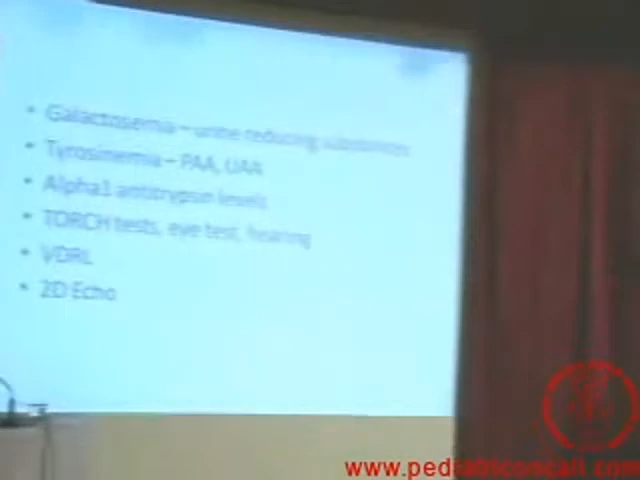 • Galactosemia – urine reducing substances
• Tyrosinemia – PAA, UAA
• Alpha1 antitrypsin levels
• TORCH tests, eye test, hearing
• VDRL
• 2D Echo
www.pediatriconcall.com